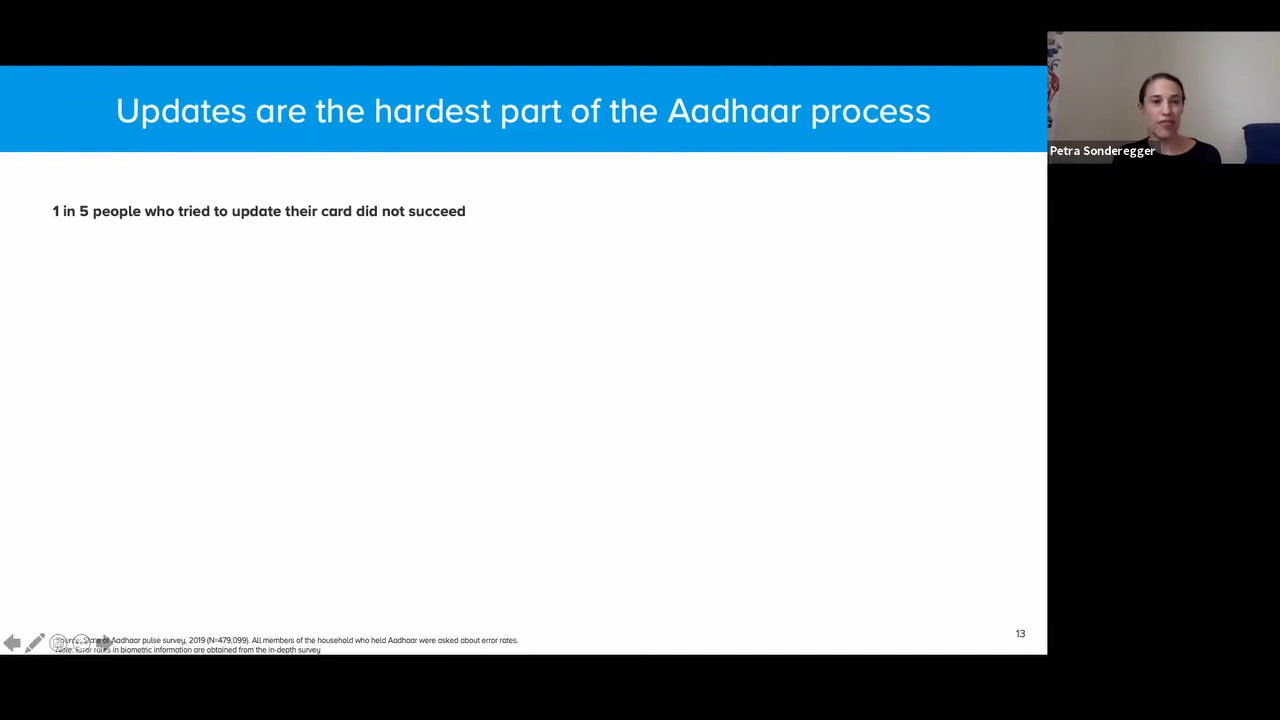 Updates are the hardest part of the Aadhaar process
Petra Sonderegger
1 in 5 people who tried to update their card did not succeed
Source: State of Aadhaar pulse survey, 2019 (N=479,099). All members of the household who held Aadhaar were asked about error rates.
Note: Error rates in biometric information are obtained from the in-depth survey
13